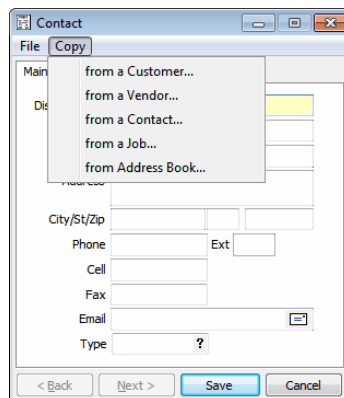 Contact
File Copy
Main
from a Customer...
from a Vendor...
from a Contact...
from a Job...
from Address Book...
Address
City/St/Zip
Phone Ext
Cell
Fax
Email
Type ?
< Back Next > Save Cancel